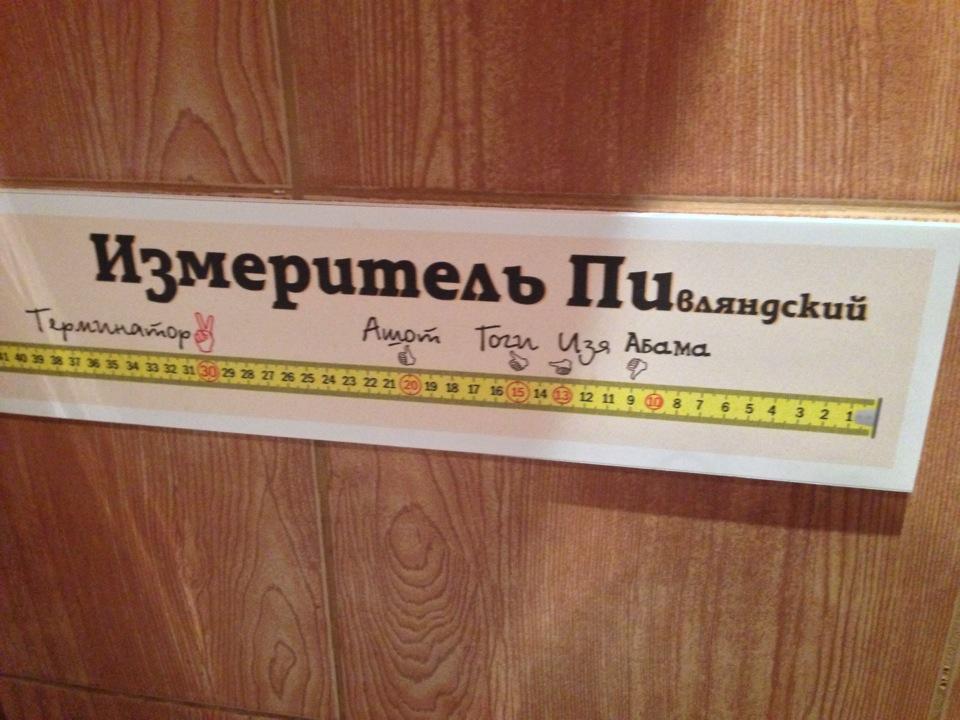 Измеритель Пивляндский
Терминатор Ашот Тоги Изя Абама
41 40 39 38 37 36 35 34 33 32 31 30 29 28 27 26 25 24 23 22 21 20 19 18 17 16 15 14 13 12 11 9 10 8 7 6 5 4 3 2 1